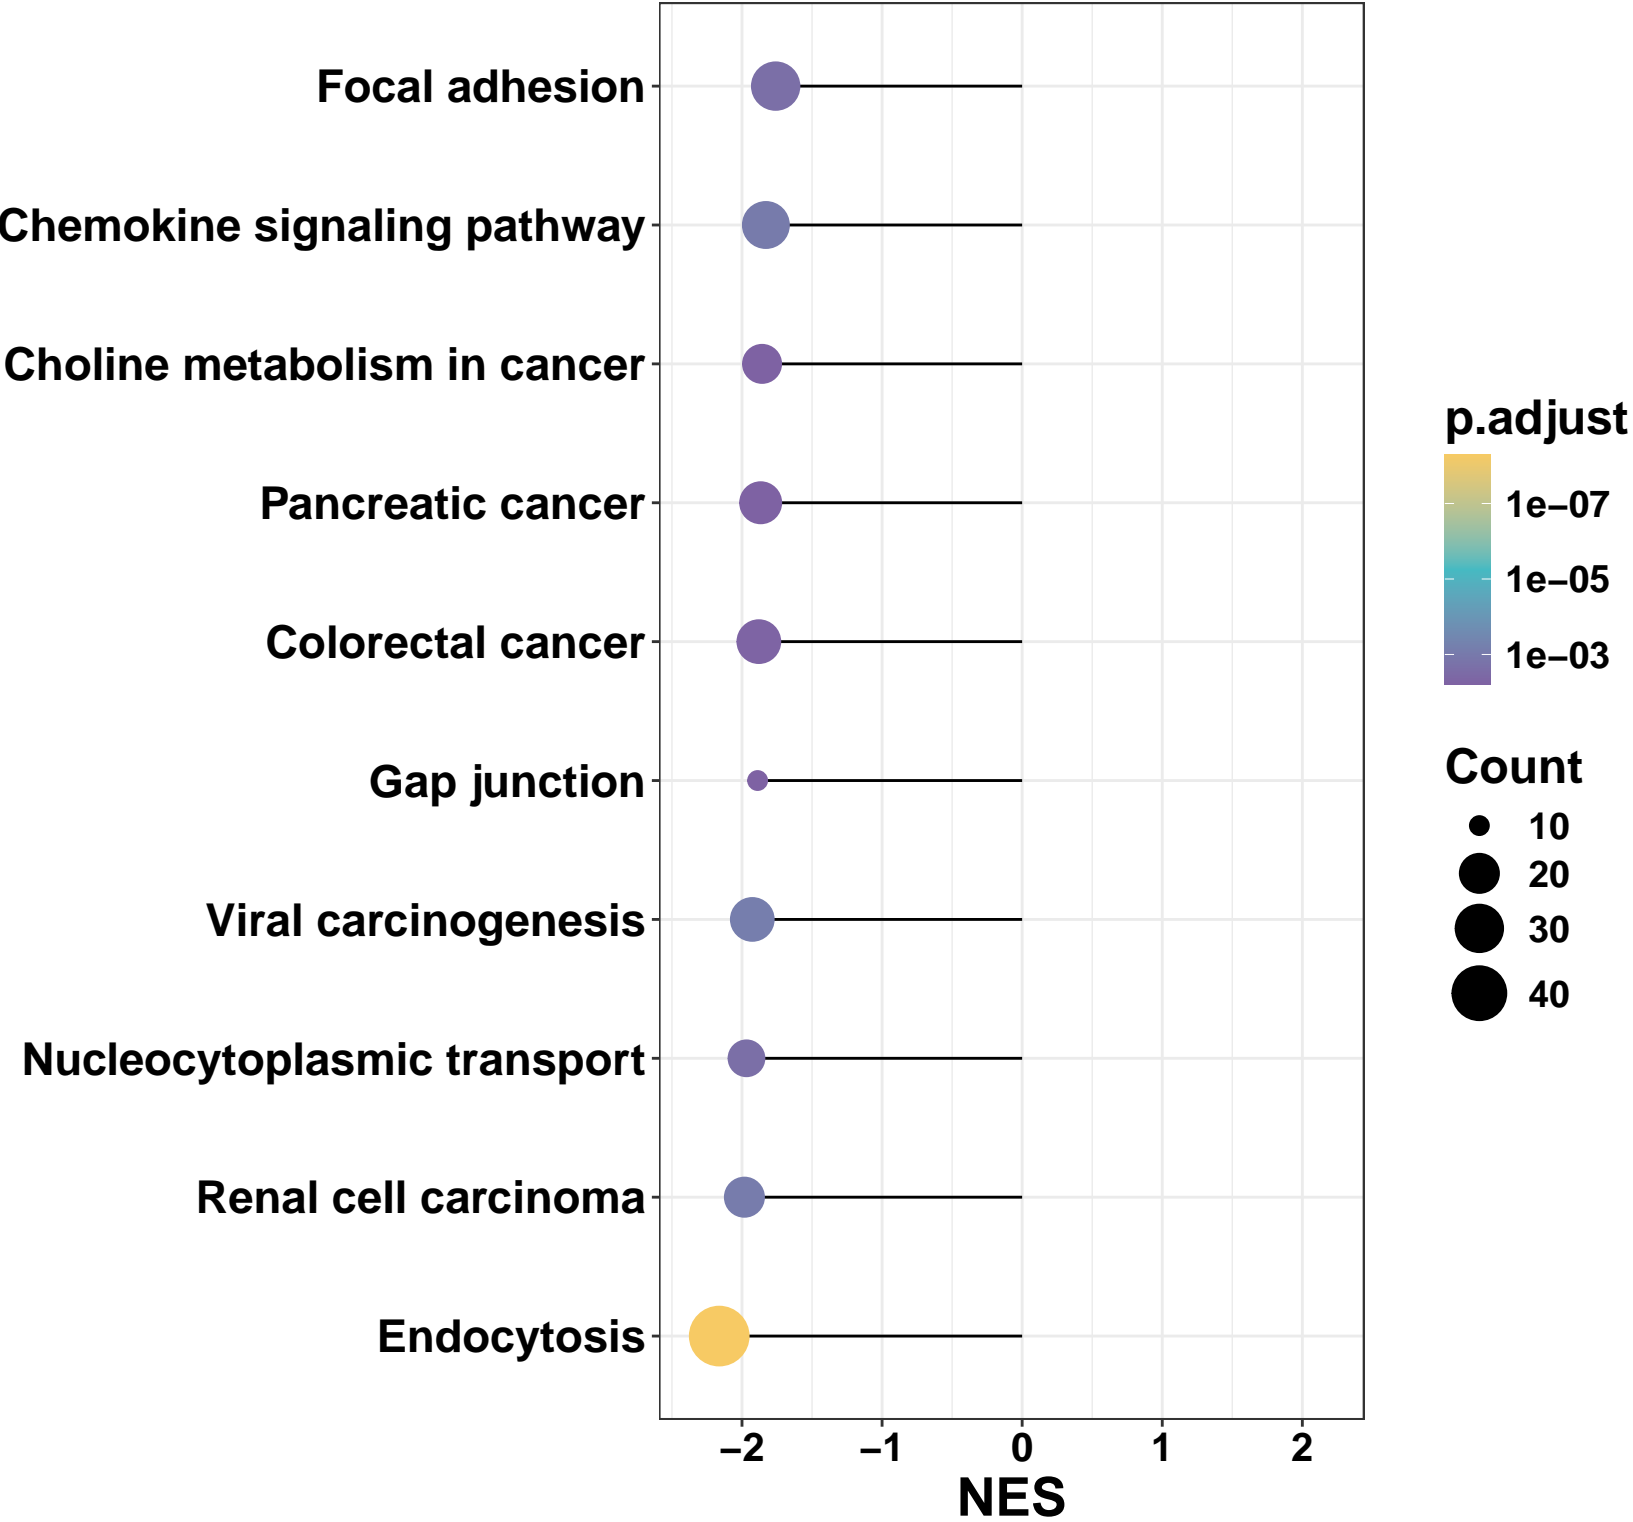 Focal adhesion
Chemokine signaling pathway
Choline metabolism in cancer
Pancreatic cancer
Colorectal cancer
Gap junction
Viral carcinogenesis
Nucleocytoplasmic transport
Renal cell carcinoma
Endocytosis
−2 −1 0 1 2
NES
p.adjust
1e−07
1e−05
1e−03
Count
10
20
30
40